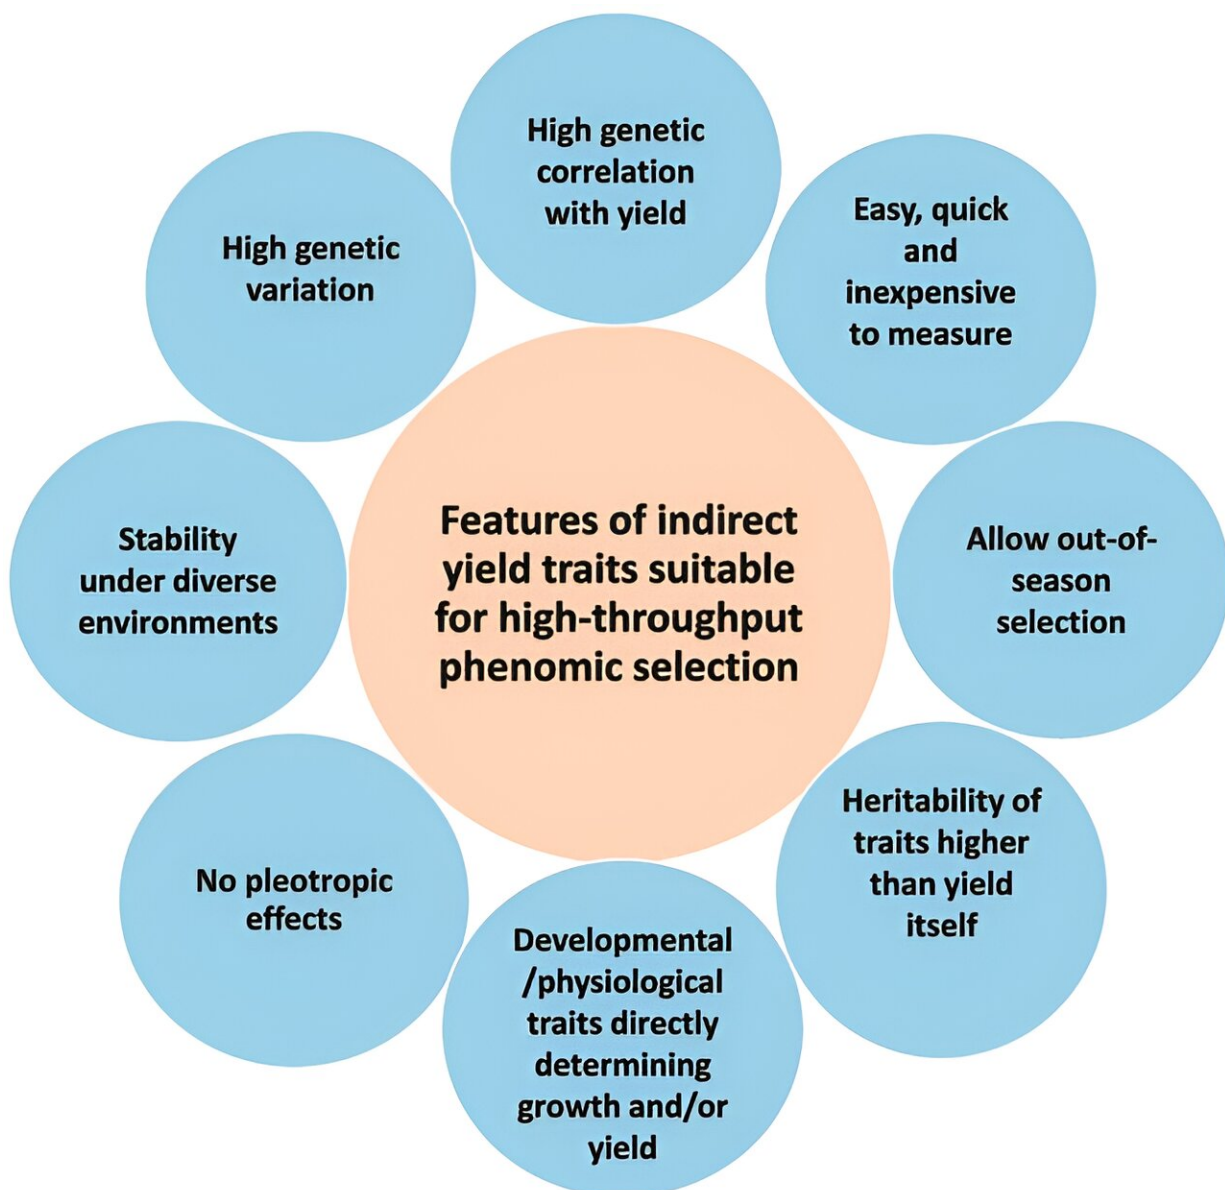 High genetic
correlation
with yield
Easy, quick
and
inexpensive
to measure
Allow out-of-
season
selection
Heritability of
traits higher
than yield
itself
Developmental
/physiological
traits directly
determining
growth and/or
yield
No pleotropic
effects
Stability
under diverse
environments
High genetic
variation
Features of indirect
yield traits suitable
for high-throughput
phenomic selection